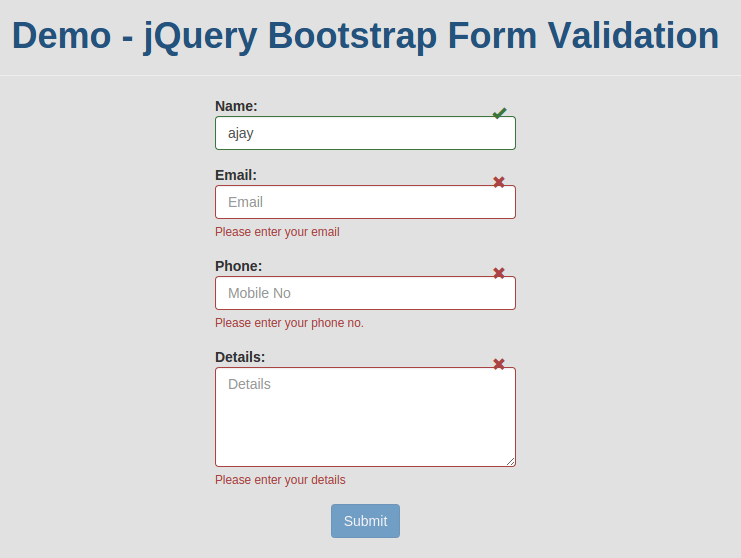 Demo - jQuery Bootstrap Form Validation
Name:
ajay
Email:
Email
Please enter your email
Phone:
Mobile No
Please enter your phone no.
Details:
Details
Please enter your details
Submit